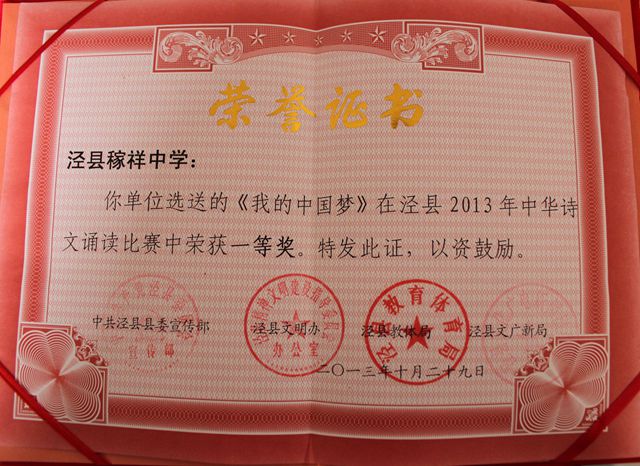 荣誉证书
泾县稼祥中学：
你单位选送的《我的中国梦》在泾县2013年中华诗
文诵读比赛中荣获一等奖。特发此证，以资鼓励。
中共泾县县委宣传部 泾县文明办 泾县教体局 泾县文广新局
办公室
泾县教育体育局
二〇一三年十月二十九日